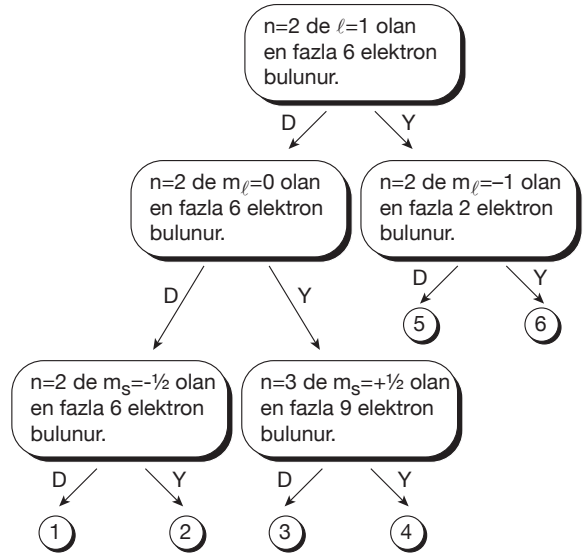 n=2 de ℓ=1 olan
en fazla 6 elektron
bulunur.
D
Y
n=2 de mℓ=0 olan
en fazla 6 elektron
bulunur.
n=2 de mℓ=–1 olan
en fazla 2 elektron
bulunur.
D
Y
D
Y
5
6
n=2 de ms=-½ olan
en fazla 6 elektron
bulunur.
n=3 de ms=+½ olan
en fazla 9 elektron
bulunur.
D
Y
D
Y
1
2
3
4